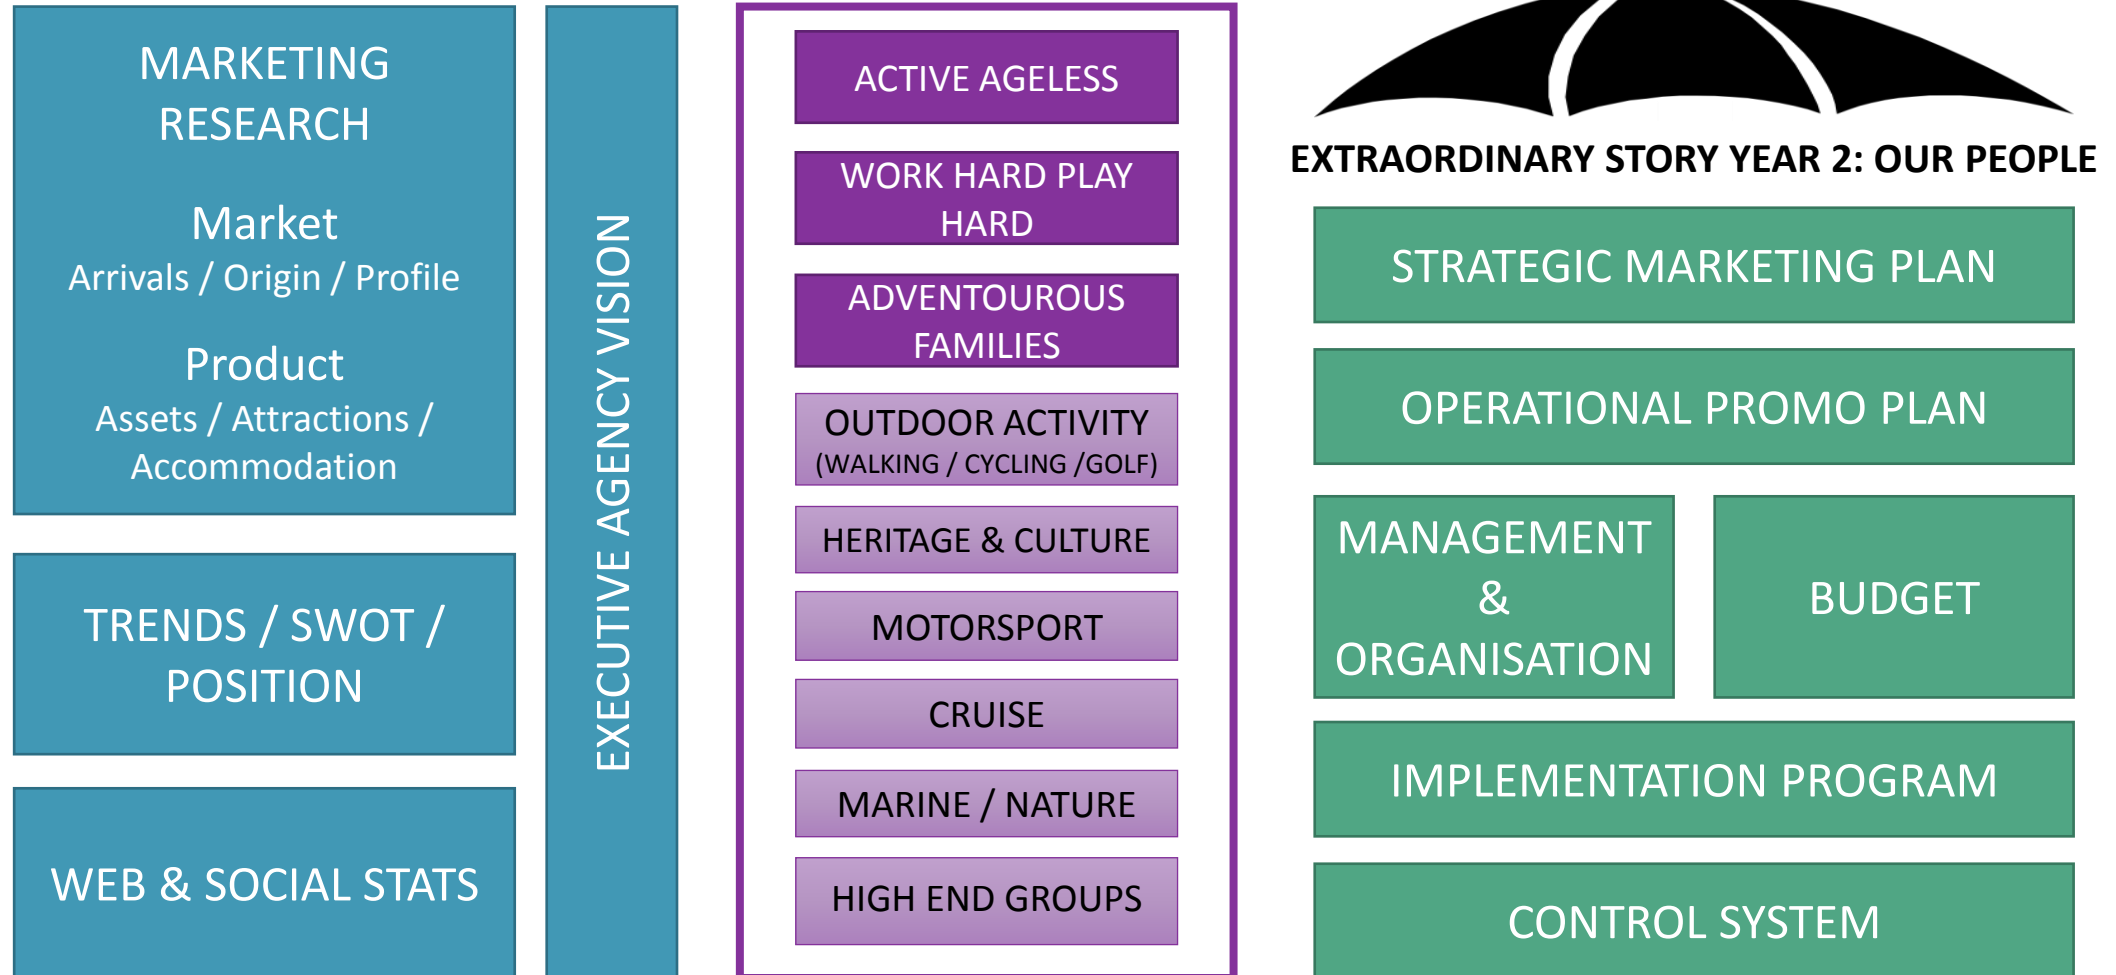 MARKETING
RESEARCH
Market
Arrivals / Origin / Profile
Product
Assets / Attractions /
Accommodation
TRENDS / SWOT /
POSITION
WEB & SOCIAL STATS
EXECUTIVE AGENCY VISION
ACTIVE AGELESS
WORK HARD PLAY
HARD
ADVENTOUROUS
FAMILIES
OUTDOOR ACTIVITY
(WALKING / CYCLING /GOLF)
HERITAGE & CULTURE
MOTORSPORT
CRUISE
MARINE / NATURE
HIGH END GROUPS
EXTRAORDINARY STORY YEAR 2: OUR PEOPLE
STRATEGIC MARKETING PLAN
OPERATIONAL PROMO PLAN
MANAGEMENT
&
ORGANISATION
BUDGET
IMPLEMENTATION PROGRAM
CONTROL SYSTEM